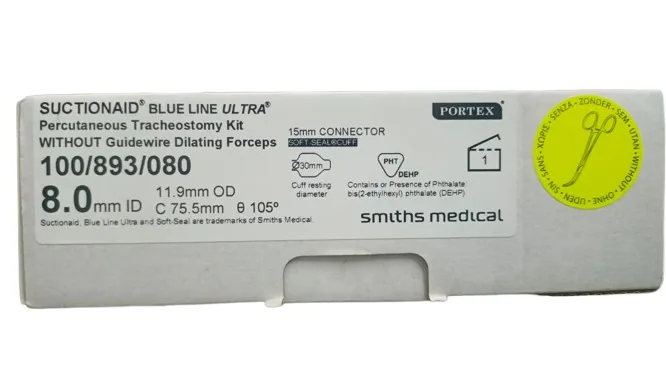 SUCTIONAID® BLUE LINE ULTRA®
Percutaneous Tracheostomy Kit
WITHOUT Guidewire Dilating Forceps
100/893/080
8.0 mm ID
11.9mm OD
C 75.5mm θ 105°
Suctionaid, Blue Line Ultra and Soft-Seal are trademarks of Smiths Medical.
15mm CONNECTOR
SOFT-SEAL®CUFF
Ø30mm
Cuff resting
diameter
PORTEX®
PHT
DEHP
1
Contains or Presence of Phthalate
bis(2-ethylhexyl) phthalate (DEHP)
smiths medical
SIN • SANS • ΧΩΡΙΣ • SENZA • ZONDER • SEM • UTAN • WITHOUT • OHNE • UDEN •